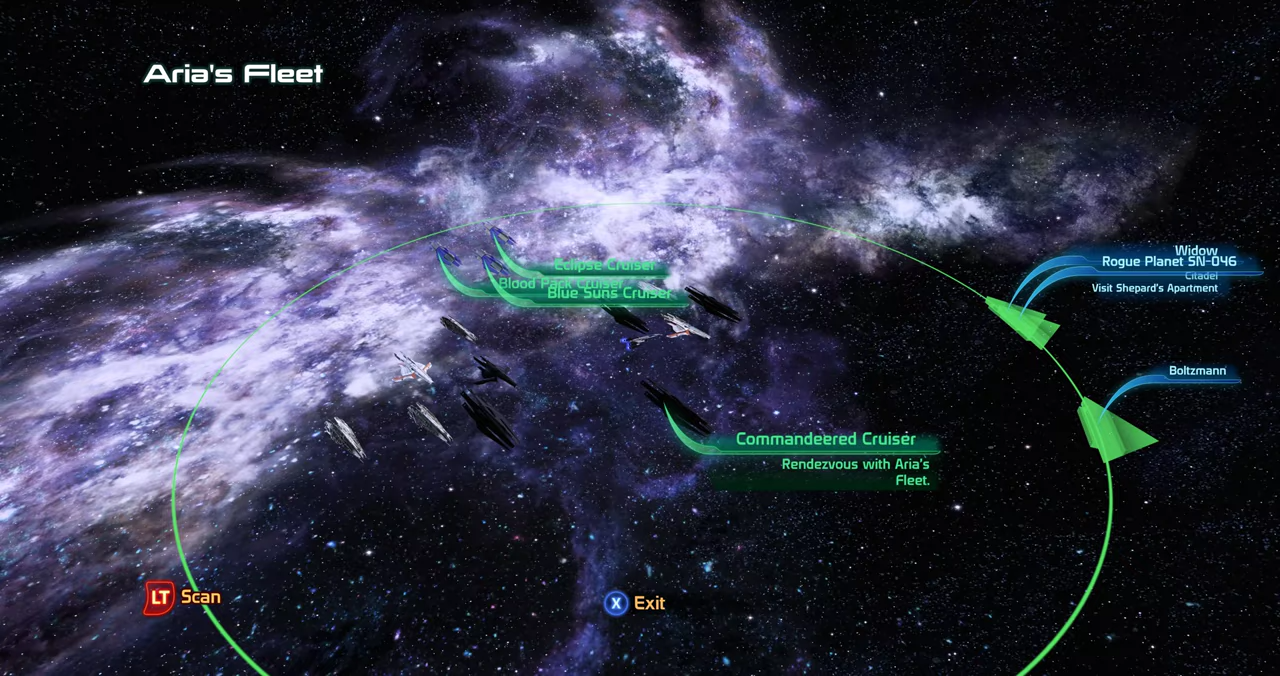 Aria's Fleet
Widow
Rogue Planet SN-046
Citadel
Visit Shepard's Apartment
Eclipse Cruiser
Blood Pack Cruiser
Blue Suns Cruiser
Boltzmann
Commandeered Cruiser
Rendezvous with Aria's
Fleet.
LT Scan
X Exit